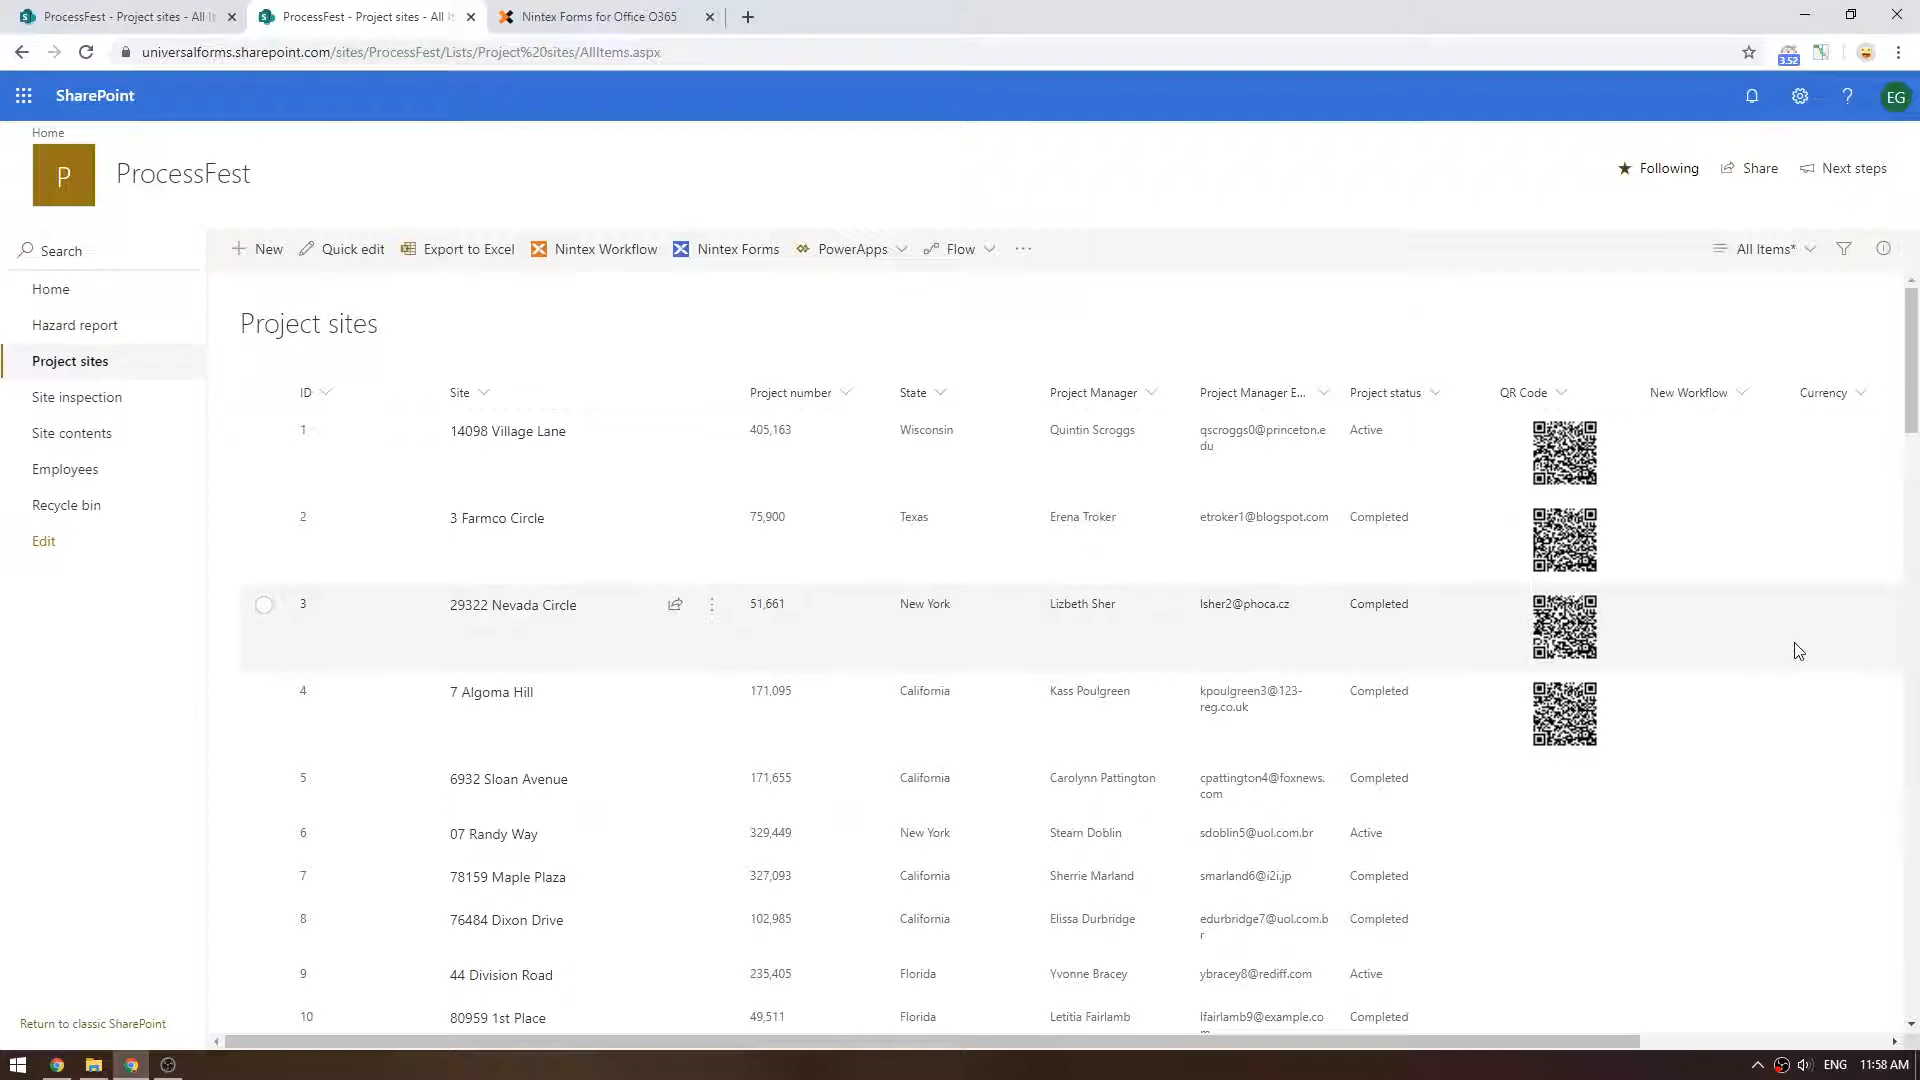 ProcessFest - Project sites - All It
ProcessFest - Project sites - All It
Nintex Forms for Office O365
universalforms.sharepoint.com/sites/ProcessFest/Lists/Project%20sites/AllItems.aspx
3.52
SharePoint
EG
Home
P
ProcessFest
Following
Share
Next steps
Search
New
Quick edit
Export to Excel
Nintex Workflow
Nintex Forms
PowerApps
Flow
All Items*
Home
Hazard report
Project sites
Site inspection
Site contents
Employees
Recycle bin
Edit
Return to classic SharePoint
Project sites
ID Site Project number State Project Manager Project Manager E... Project status QR Code New Workflow Currency
1 14098 Village Lane 405,163 Wisconsin Quintin Scroggs qscroggs0@princeton.e Active
du
2 3 Farmco Circle 75,900 Texas Erena Troker etroker1@blogspot.com Completed
3 29322 Nevada Circle 51,661 New York Lizbeth Sher lsher2@phoca.cz Completed
4 7 Algoma Hill 171,095 California Kass Poulgreen kpoulgreen3@123- Completed
reg.co.uk
5 6932 Sloan Avenue 171,655 California Carolynn Pattington cpattington4@foxnews. Completed
com
6 07 Randy Way 329,449 New York Stearn Doblin sdoblin5@uol.com.br Active
7 78159 Maple Plaza 327,093 California Sherrie Marland smarland6@i2i.jp Completed
8 76484 Dixon Drive 102,985 California Elissa Durbridge edurbridge7@uol.com.b Completed
r
9 44 Division Road 235,405 Florida Yvonne Bracey ybracey8@rediff.com Active
10 80959 1st Place 49,511 Florida Letitia Fairlamb lfairlamb9@example.co Completed
ENG 11:58 AM